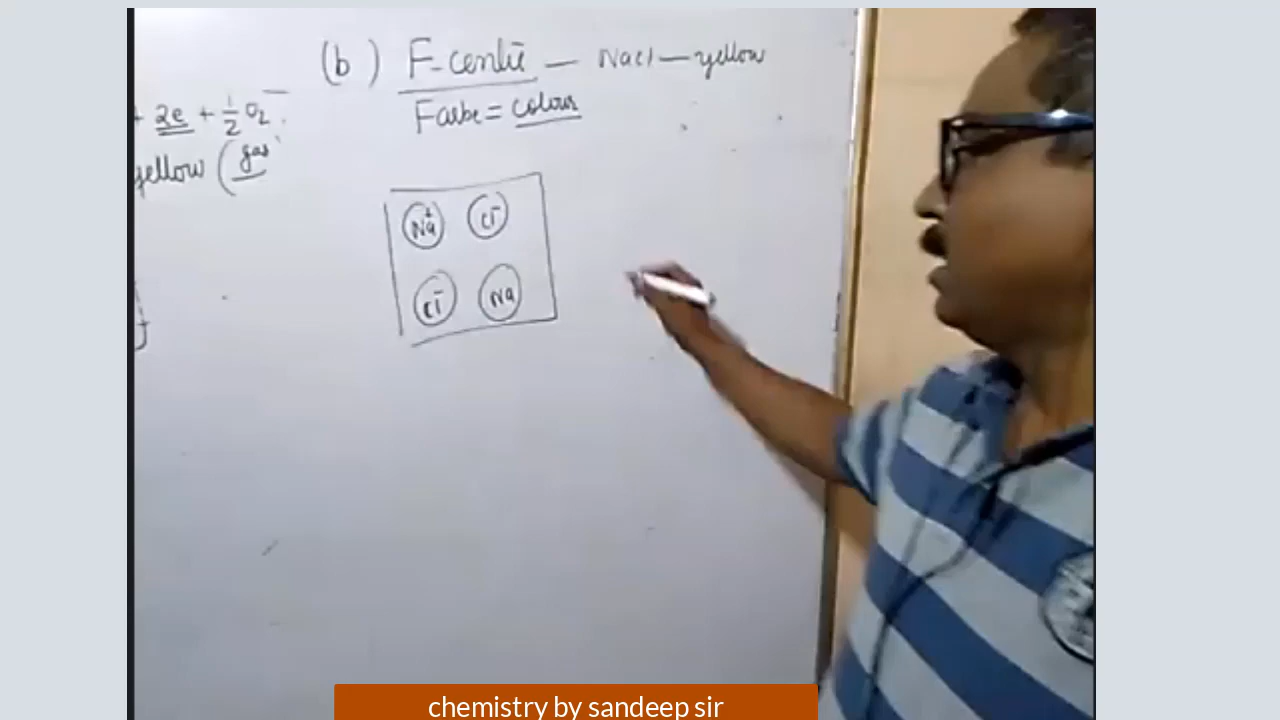 (b) F-centre — NaCl — yellow
Farbe = colour
+ 2e + 1/2 O2
yellow (gas
Na+ Cl-
Cl- Na
chemistry by sandeep sir